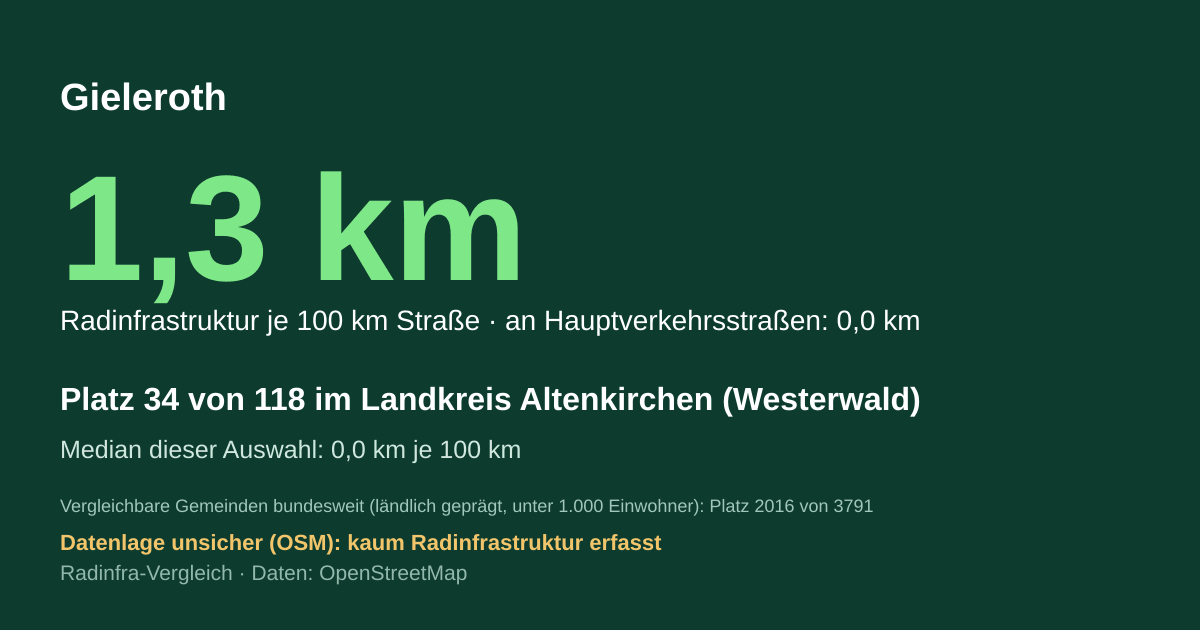 Gieleroth
1,3 km
Radinfrastruktur je 100 km Straße · an Hauptverkehrsstraßen: 0,0 km
Platz 34 von 118 im Landkreis Altenkirchen (Westerwald)
Median dieser Auswahl: 0,0 km je 100 km
Vergleichbare Gemeinden bundesweit (ländlich geprägt, unter 1.000 Einwohner): Platz 2016 von 3791
Datenlage unsicher (OSM): kaum Radinfrastruktur erfasst
Radinfra-Vergleich · Daten: OpenStreetMap